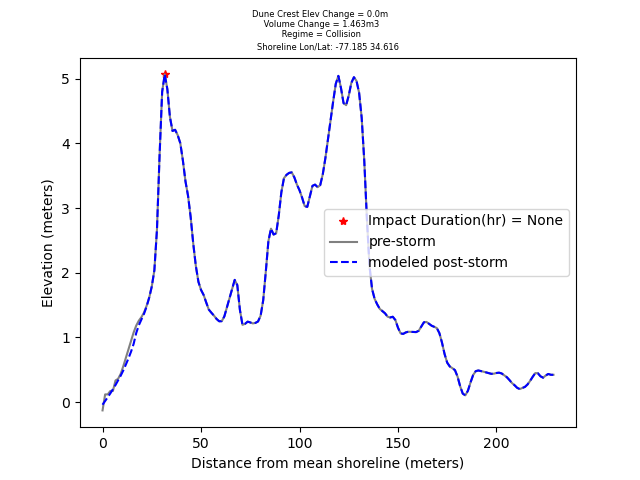 Dune Crest Elev Change = 0.0m
Volume Change = 1.463m3
Regime = Collision
Shoreline Lon/Lat: -77.185 34.616
5
4
3
2
1
0
Elevation (meters)
Impact Duration(hr) = None
pre-storm
modeled post-storm
0 50 100 150 200
Distance from mean shoreline (meters)